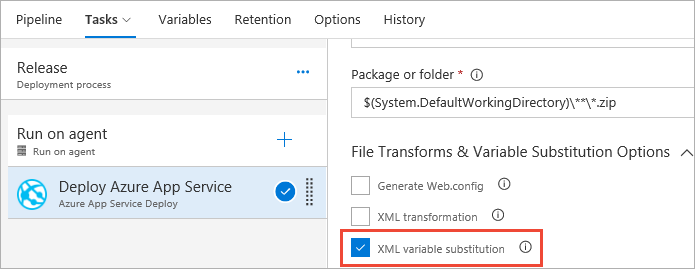 Pipeline Tasks Variables Retention Options History
Release
Deployment process
Run on agent
Run on agent
Deploy Azure App Service
Azure App Service Deploy
Package or folder *
$(System.DefaultWorkingDirectory)\**\*.zip
File Transforms & Variable Substitution Options
Generate Web.config
XML transformation
XML variable substitution